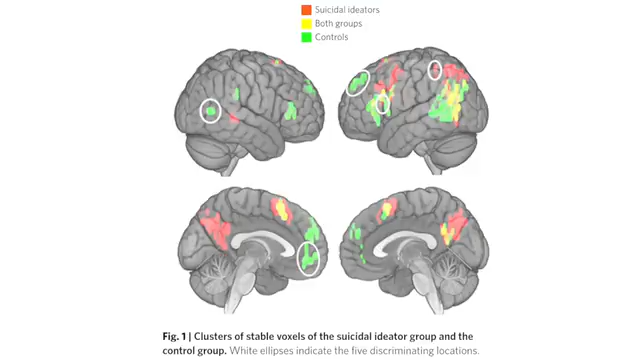 Suicidal ideators
Both groups
Controls
Fig. 1 | Clusters of stable voxels of the suicidal ideator group and the
control group. White ellipses indicate the five discriminating locations.